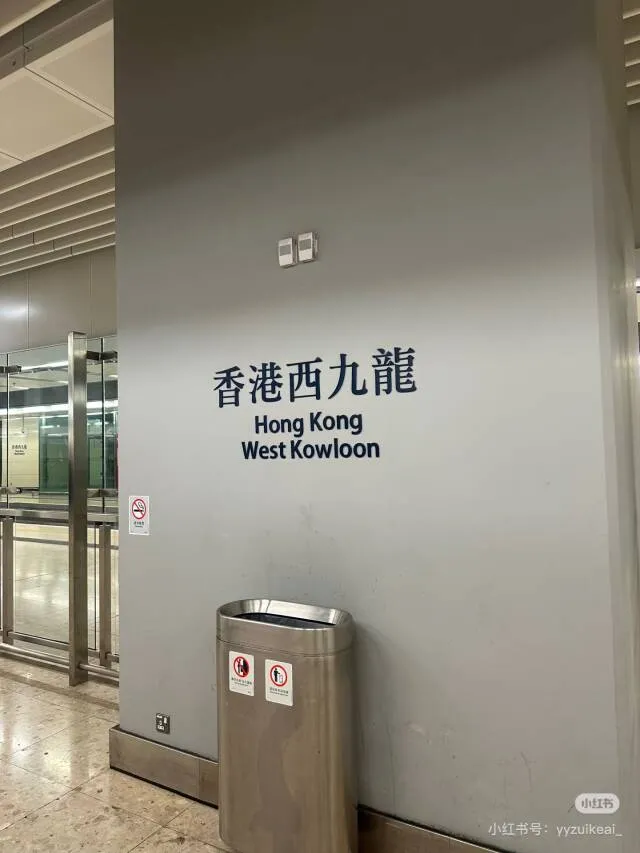 香港西九龍
Hong Kong
West Kowloon
小红书
小红书号：yyzuikeai_